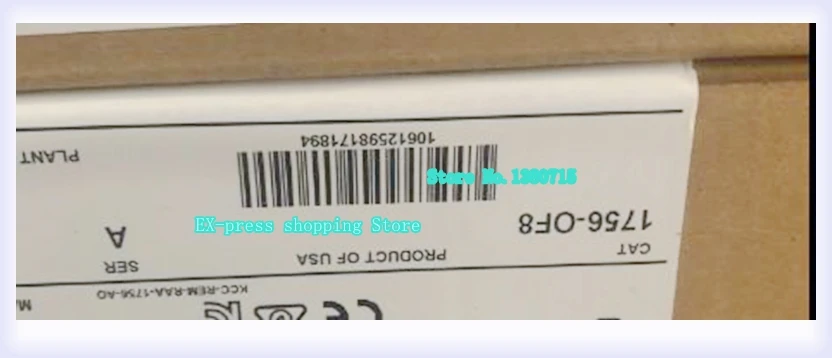 KCC-REM-RAA-1756-AO
CAT
1756-OF8
PRODUCT OF USA
SER
A
10612598171894
PLANT
EX-press shopping Store
Store No.1380715